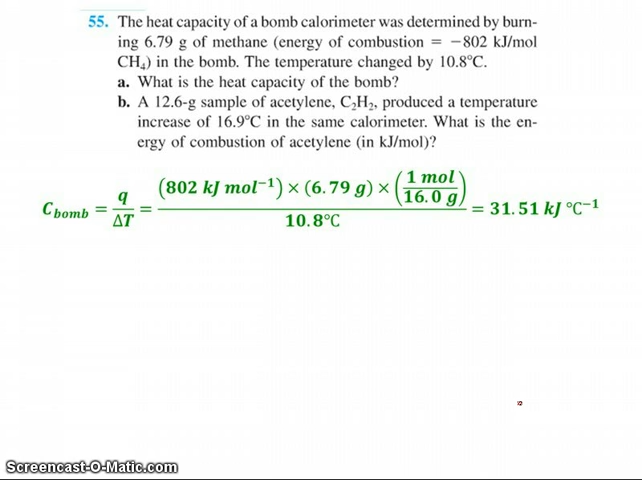 55. The heat capacity of a bomb calorimeter was determined by burn-
ing 6.79 g of methane (energy of combustion = −802 kJ/mol
CH₄) in the bomb. The temperature changed by 10.8°C.
a. What is the heat capacity of the bomb?
b. A 12.6-g sample of acetylene, C₂H₂, produced a temperature
increase of 16.9°C in the same calorimeter. What is the en-
ergy of combustion of acetylene (in kJ/mol)?
C_bomb = q/ΔT = (802 kJ mol⁻¹) × (6.79 g) × (1 mol/16.0 g) / 10.8°C = 31.51 kJ °C⁻¹
Screencast-O-Matic.com